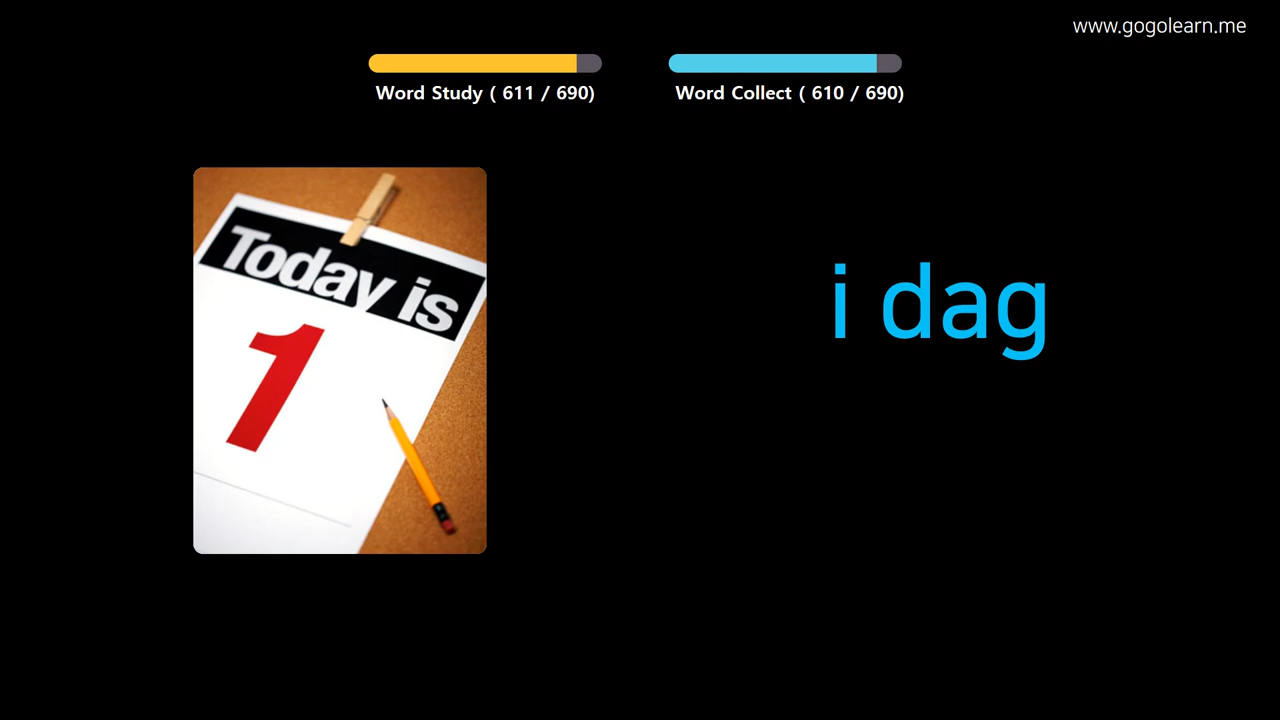 www.gogolearn.me
Word Study ( 611 / 690)
Word Collect ( 610 / 690)
Today is
1
i dag